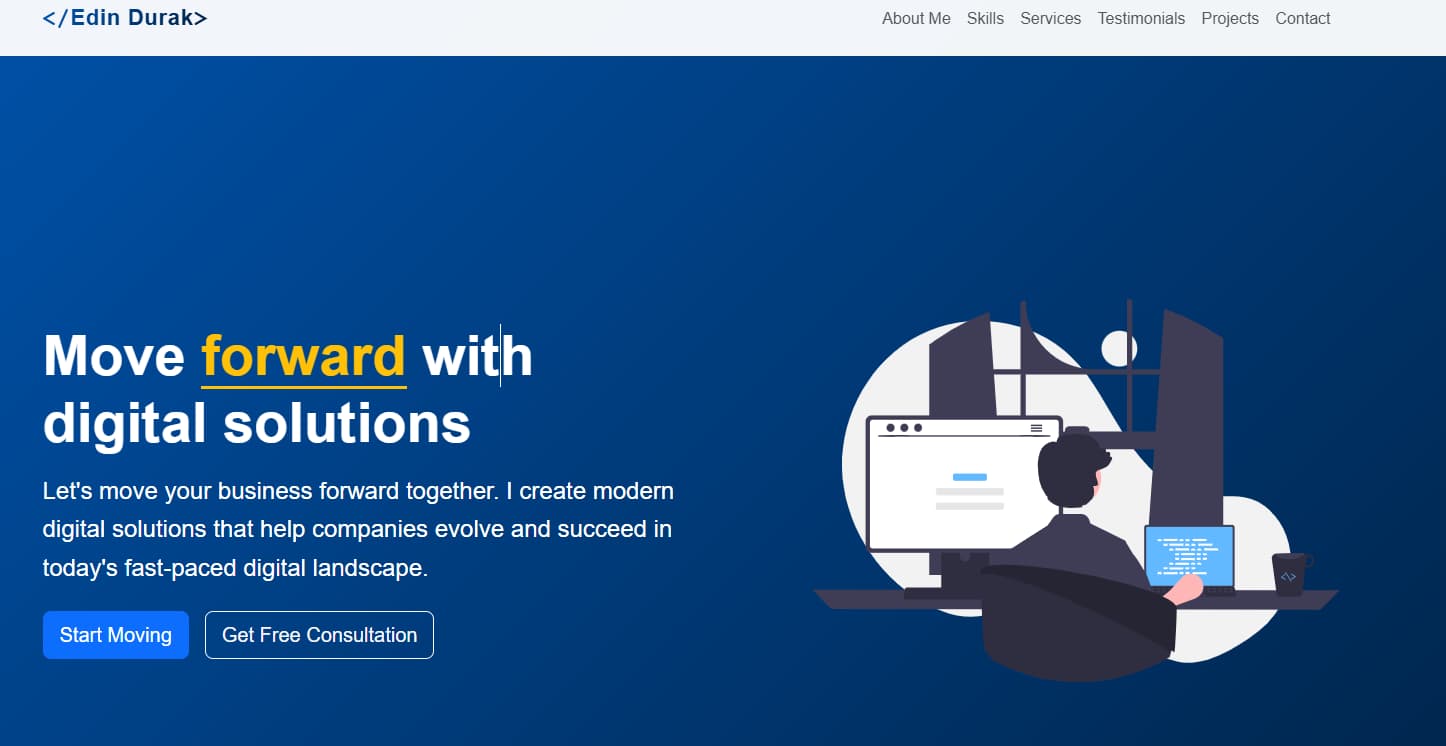 </Edin Durak>
About Me Skills Services Testimonials Projects Contact
Move forward with
digital solutions
Let's move your business forward together. I create modern
digital solutions that help companies evolve and succeed in
today's fast-paced digital landscape.
Start Moving Get Free Consultation
</>